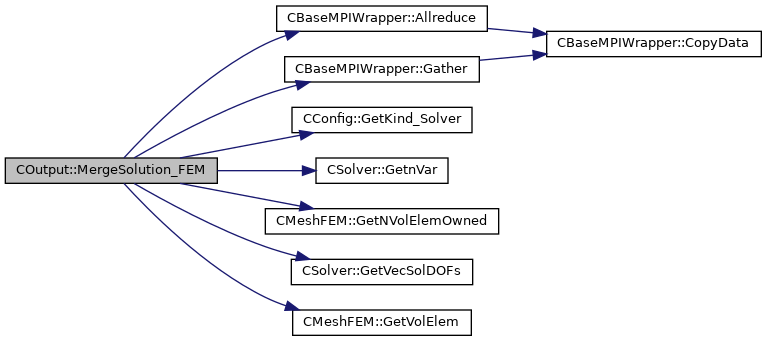 CBaseMPIWrapper::Allreduce
CBaseMPIWrapper::CopyData
CBaseMPIWrapper::Gather
CConfig::GetKind_Solver
COutput::MergeSolution_FEM
CSolver::GetnVar
CMeshFEM::GetNVolElemOwned
CSolver::GetVecSolDOFs
CMeshFEM::GetVolElem